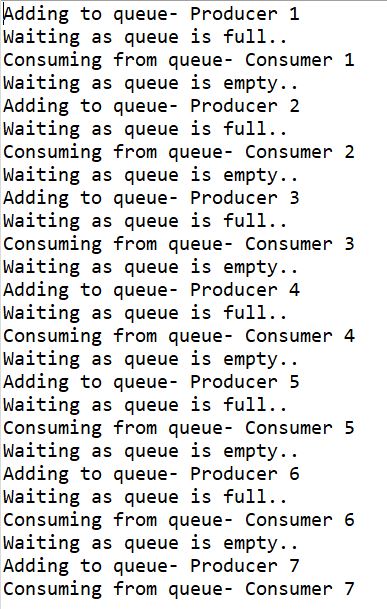 Adding to queue- Producer 1
Waiting as queue is full..
Consuming from queue- Consumer 1
Waiting as queue is empty..
Adding to queue- Producer 2
Waiting as queue is full..
Consuming from queue- Consumer 2
Waiting as queue is empty..
Adding to queue- Producer 3
Waiting as queue is full..
Consuming from queue- Consumer 3
Waiting as queue is empty..
Adding to queue- Producer 4
Waiting as queue is full..
Consuming from queue- Consumer 4
Waiting as queue is empty..
Adding to queue- Producer 5
Waiting as queue is full..
Consuming from queue- Consumer 5
Waiting as queue is empty..
Adding to queue- Producer 6
Waiting as queue is full..
Consuming from queue- Consumer 6
Waiting as queue is empty..
Adding to queue- Producer 7
Consuming from queue- Consumer 7